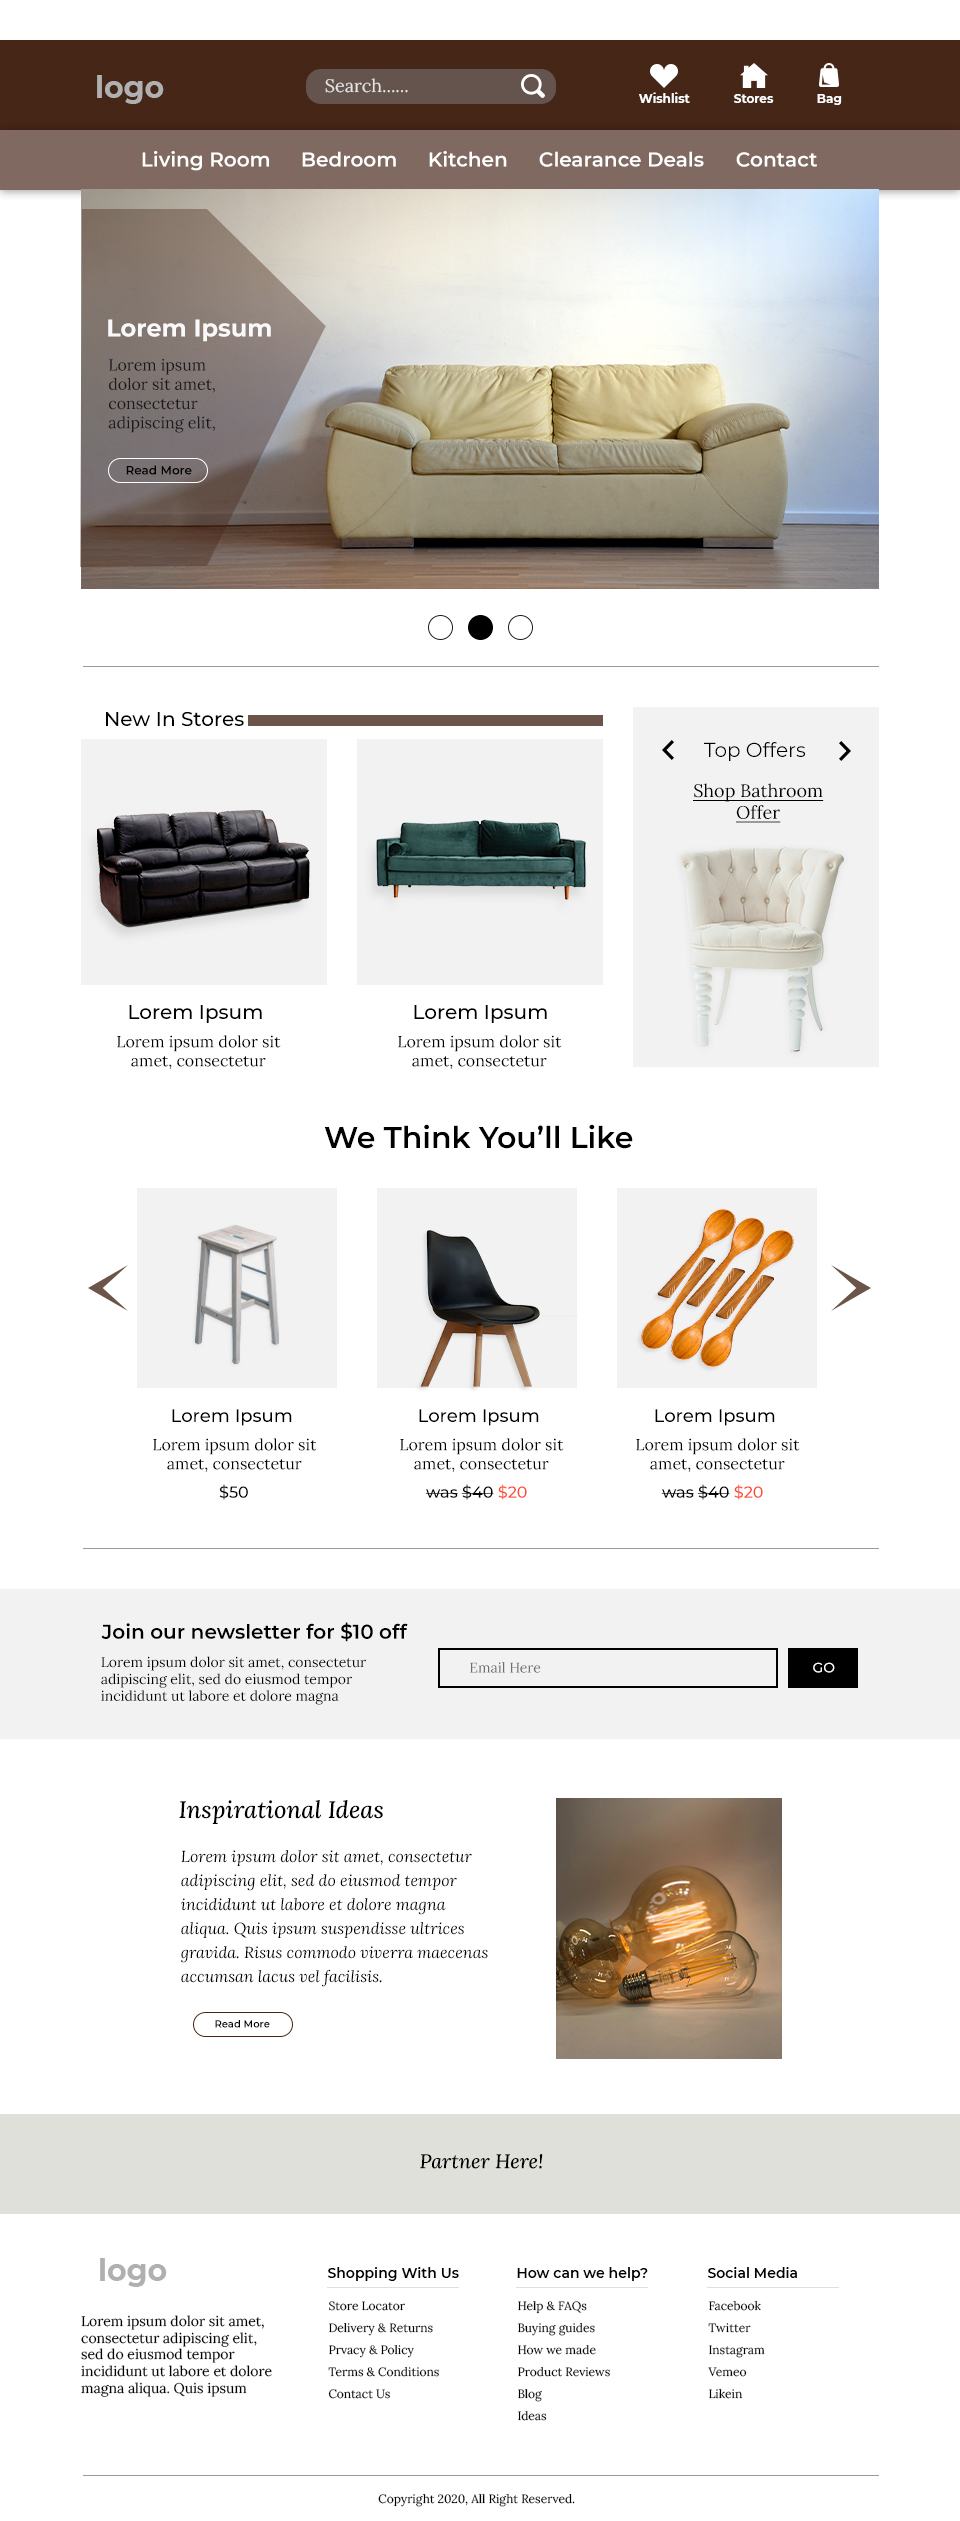 logo
Search......
Wishlist
Stores
Bag
Living Room
Bedroom
Kitchen
Clearance Deals
Contact
Lorem Ipsum
Lorem ipsum
dolor sit amet,
consectetur
adipiscing elit,
Read More
New In Stores
Lorem Ipsum
Lorem ipsum dolor sit
amet, consectetur
Lorem Ipsum
Lorem ipsum dolor sit
amet, consectetur
Top Offers
Shop Bathroom
Offer
We Think You’ll Like
Lorem Ipsum
Lorem ipsum dolor sit
amet, consectetur
$50
Lorem Ipsum
Lorem ipsum dolor sit
amet, consectetur
was $40 $20
Lorem Ipsum
Lorem ipsum dolor sit
amet, consectetur
was $40 $20
Join our newsletter for $10 off
Lorem ipsum dolor sit amet, consectetur
adipiscing elit, sed do eiusmod tempor
incididunt ut labore et dolore magna
Email Here
GO
Inspirational Ideas
Lorem ipsum dolor sit amet, consectetur
adipiscing elit, sed do eiusmod tempor
incididunt ut labore et dolore magna
aliqua. Quis ipsum suspendisse ultrices
gravida. Risus commodo viverra maecenas
accumsan lacus vel facilisis.
Read More
Partner Here!
logo
Lorem ipsum dolor sit amet,
consectetur adipiscing elit,
sed do eiusmod tempor
incididunt ut labore et dolore
magna aliqua. Quis ipsum
Shopping With Us
Store Locator
Delivery & Returns
Prvacy & Policy
Terms & Conditions
Contact Us
How can we help?
Help & FAQs
Buying guides
How we made
Product Reviews
Blog
Ideas
Social Media
Facebook
Twitter
Instagram
Vemeo
Likein
Copyright 2020, All Right Reserved.